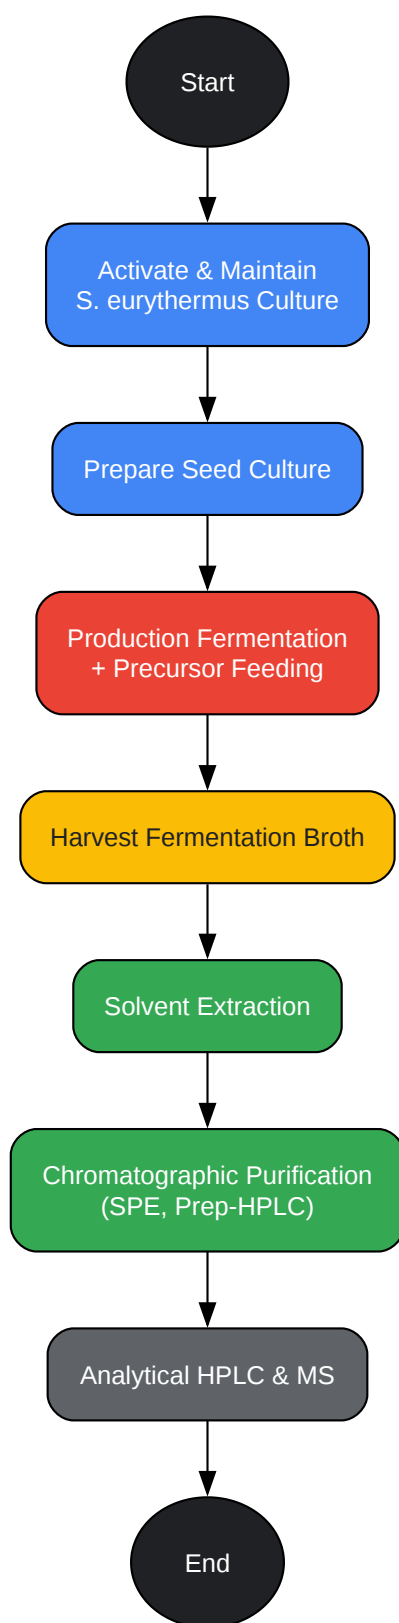 Start
Activate & Maintain
S. eurythermus Culture
Prepare Seed Culture
Production Fermentation
+ Precursor Feeding
Harvest Fermentation Broth
Solvent Extraction
Chromatographic Purification
(SPE, Prep-HPLC)
Analytical HPLC & MS
End